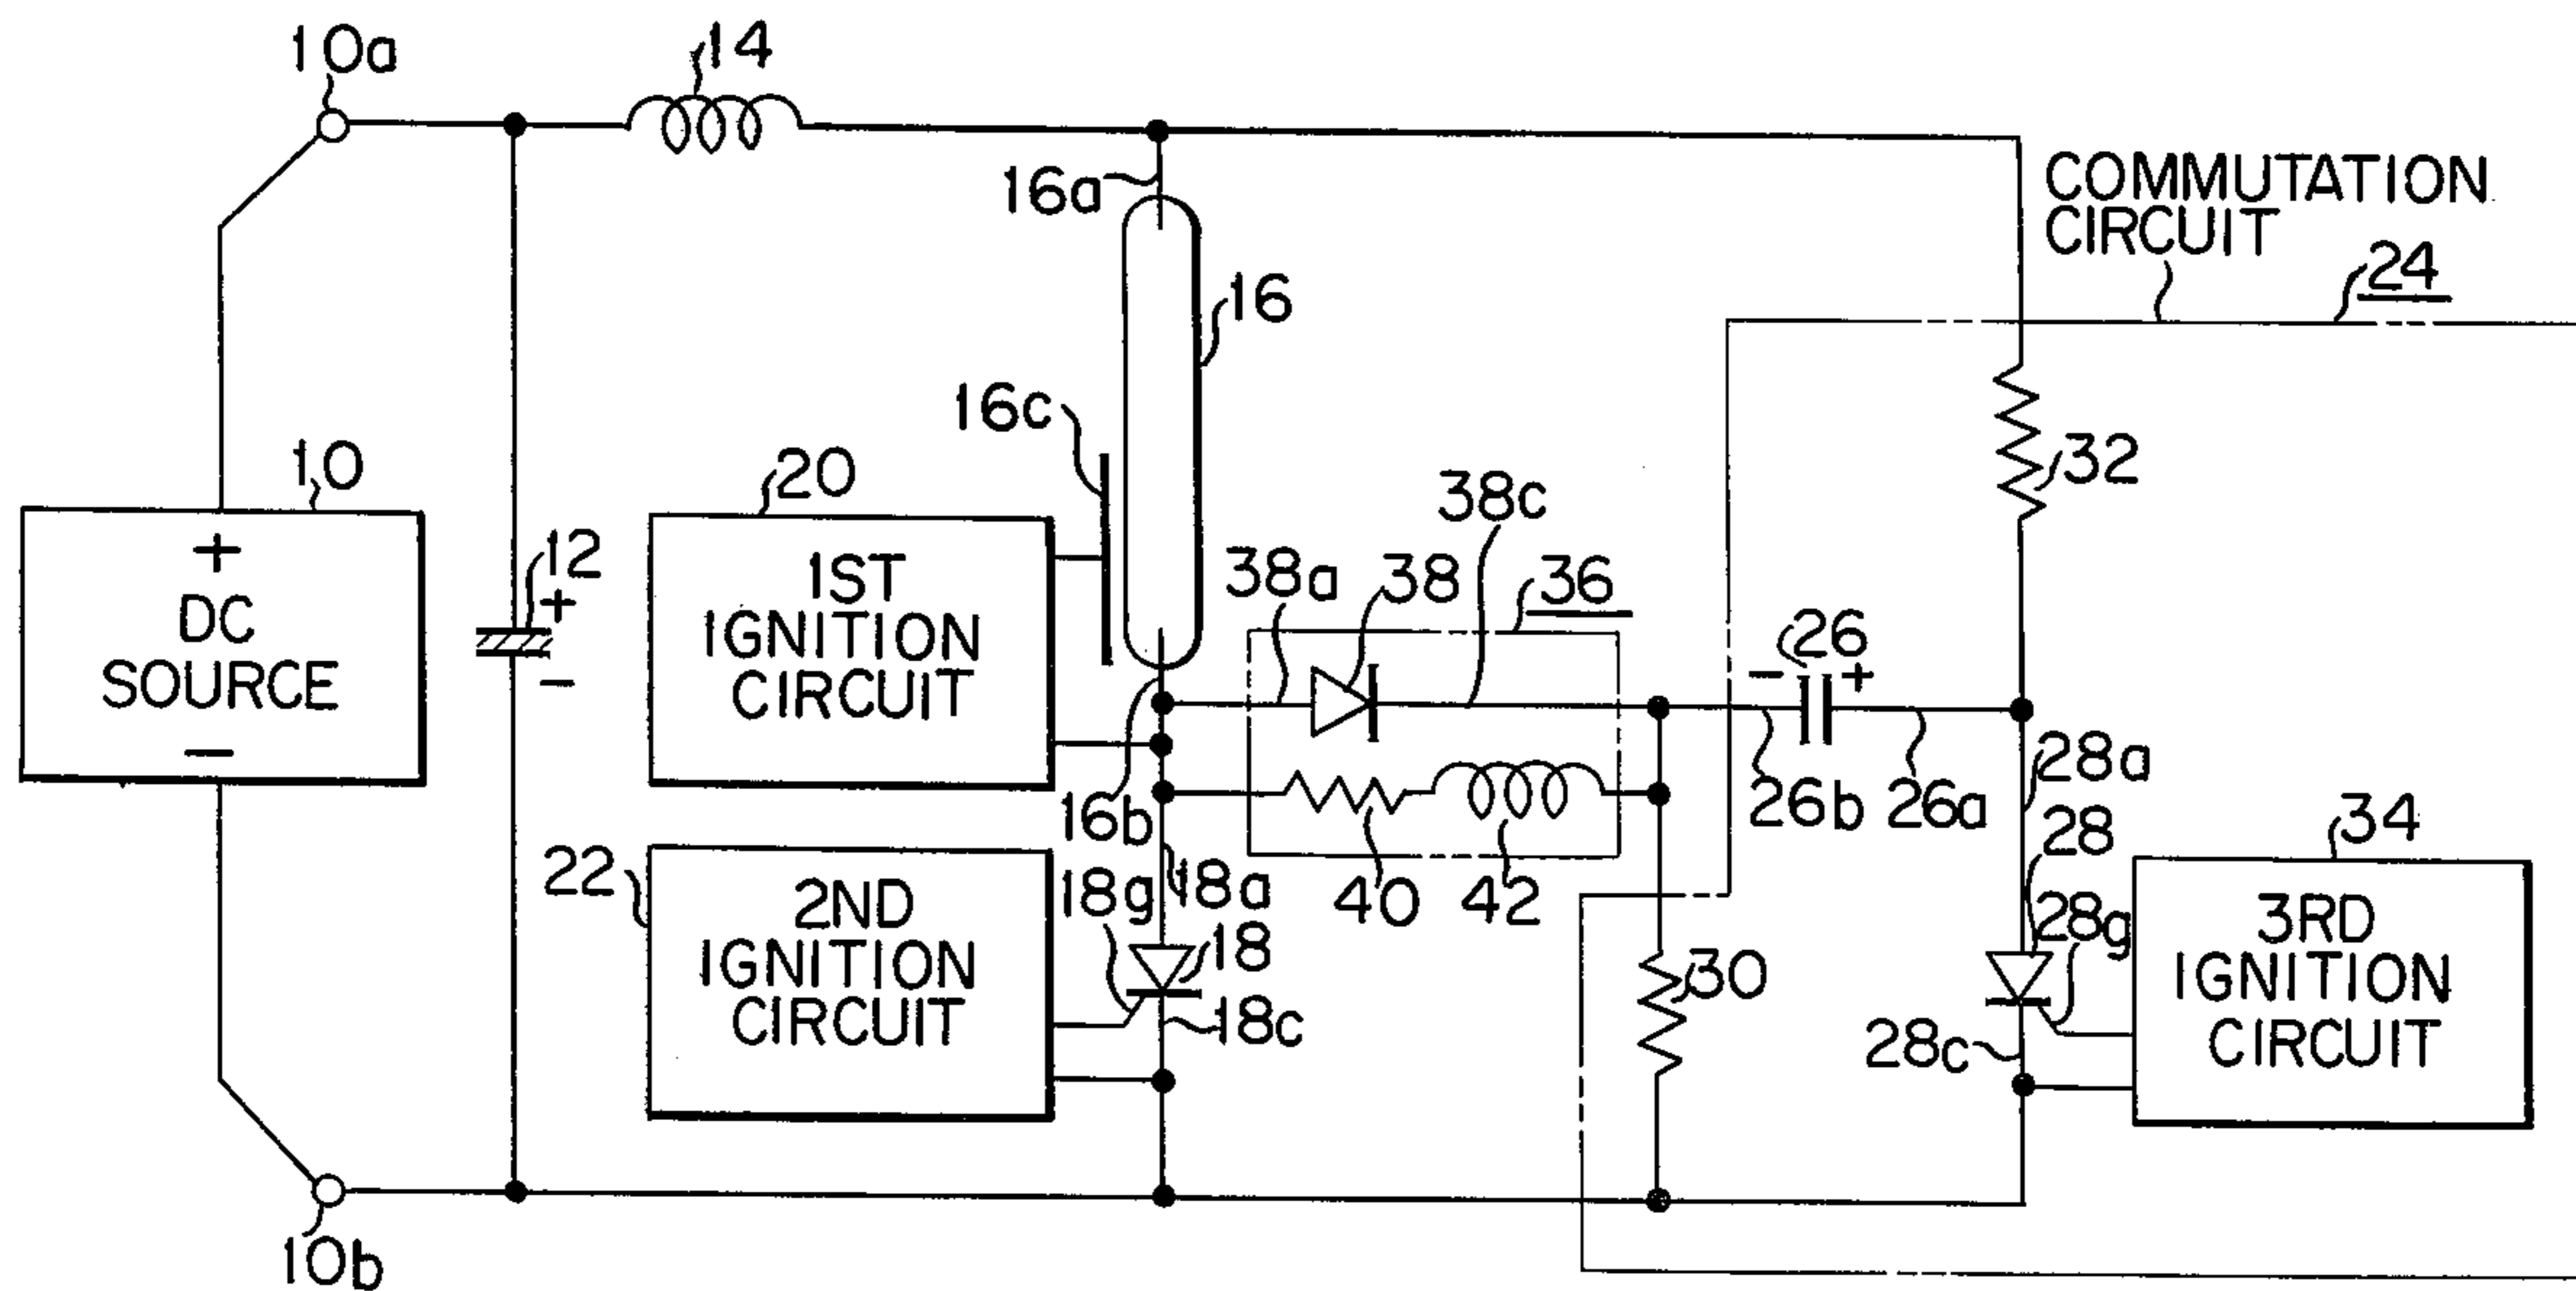 10a
14
16a
COMMUTATION
CIRCUIT
24
16
16c
10
20
32
38c
+
DC
SOURCE
−
12
+
−
1ST
IGNITION
CIRCUIT
38a
38
36
26
− +
16b
26b
26a
28a
28
22
2ND
IGNITION
CIRCUIT
18g
18a
40
42
34
28g
3RD
IGNITION
CIRCUIT
18
30
18c
28c
10b